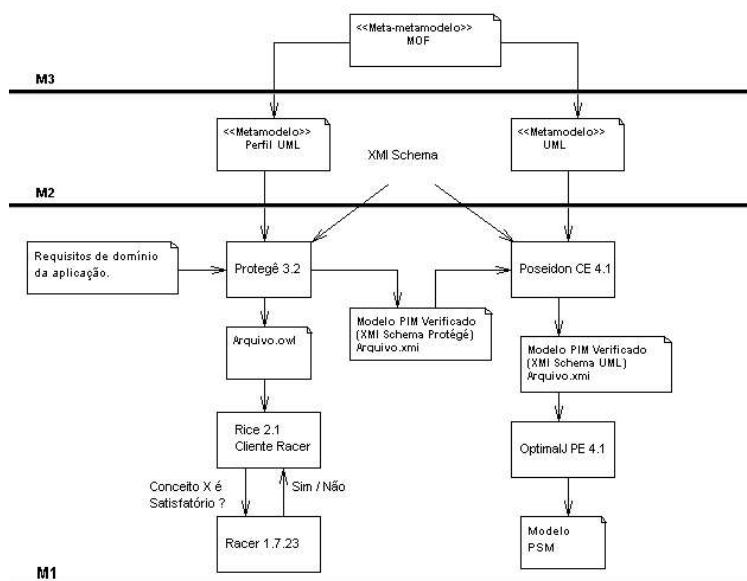 <<Meta-metamodelo>>
MOF
M3
<<Metamodelo>>
Perfil UML
<<Metamodelo>>
UML
XMI Schema
M2
Requisitos de domínio
da aplicação.
Protegê 3.2
Poseidon CE 4.1
Modelo PIM Verificado
(XMI Schema Protégé)
Arquivo.xmi
Arquivo.owl
Modelo PIM Verificado
(XMI Schema UML)
Arquivo.xmi
Rice 2.1
Cliente Racer
OptimalJ PE 4.1
Conceito X é
Satisfatório ?
Sim / Não
Racer 1.7.23
Modelo
PSM
M1